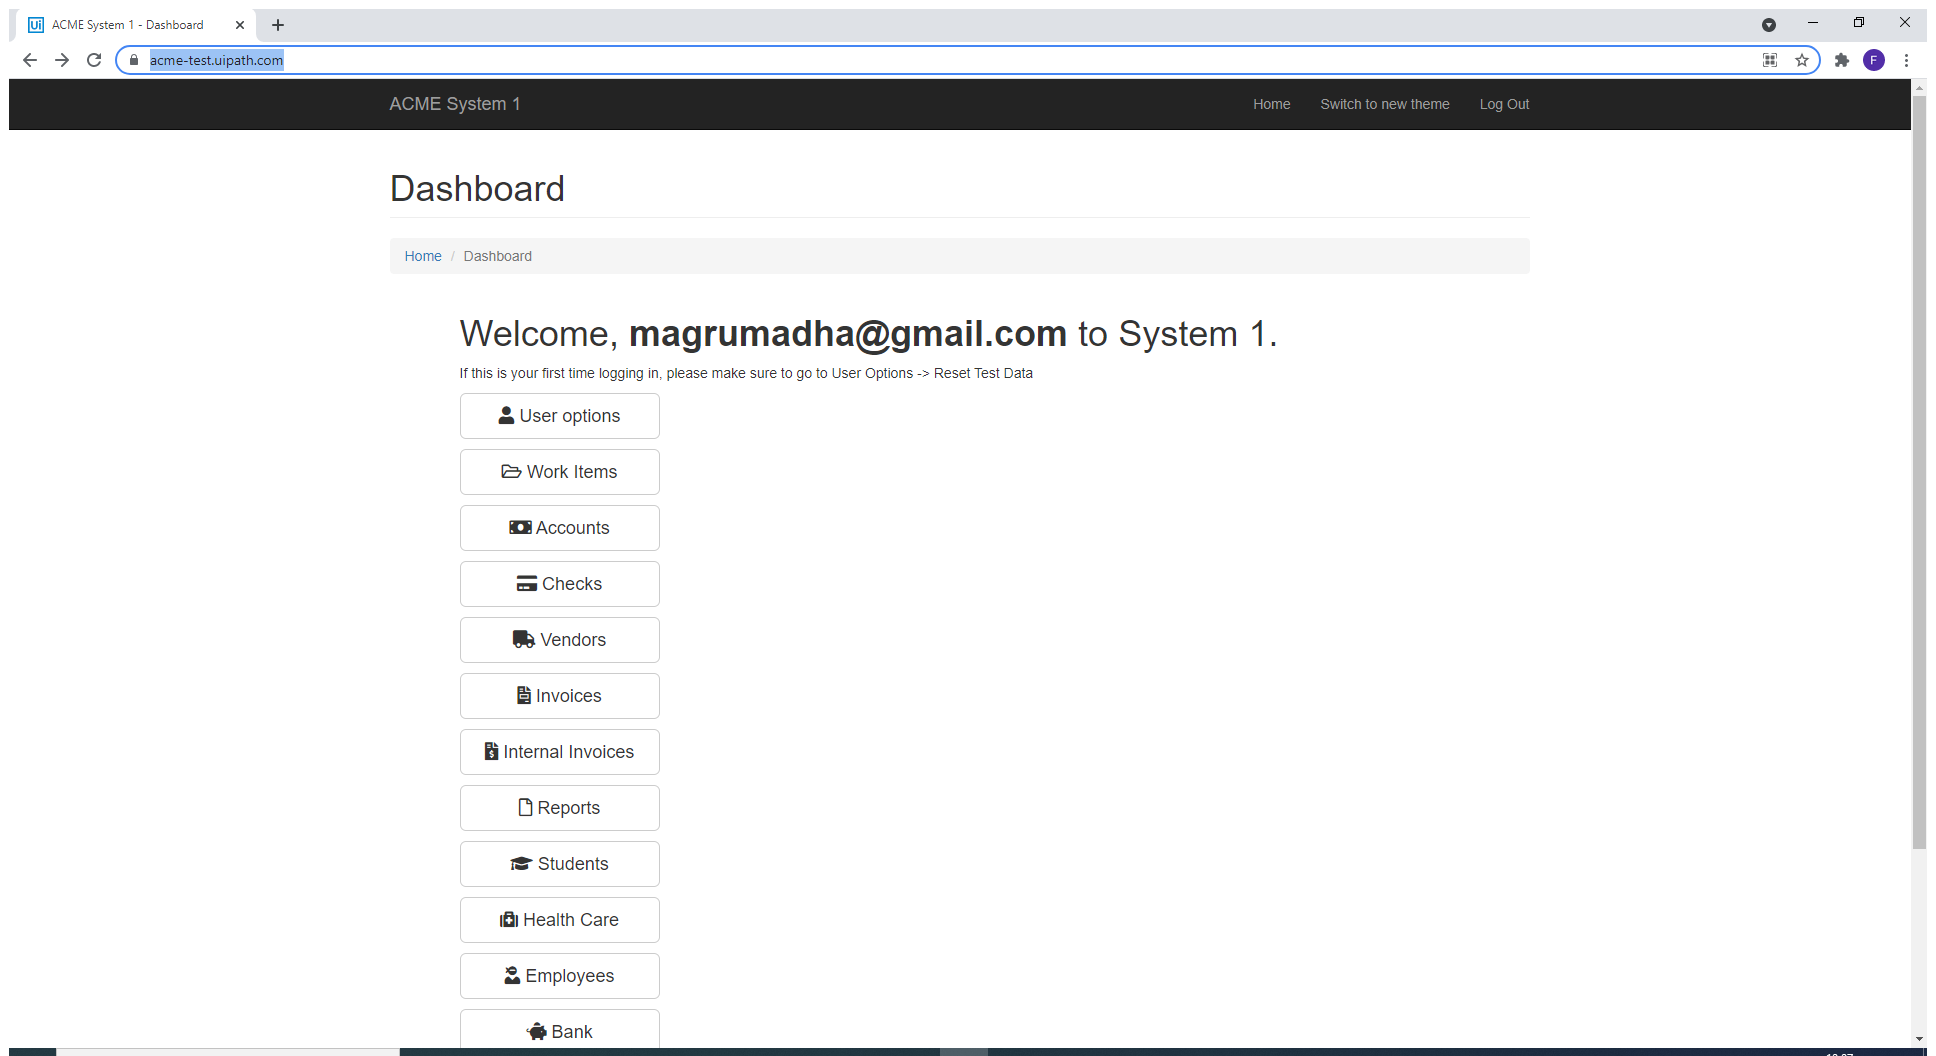 Ui ACME System 1 - Dashboard
acme-test.uipath.com
F
ACME System 1 Home Switch to new theme Log Out
Dashboard
Home / Dashboard
Welcome, magrumadha@gmail.com to System 1.
If this is your first time logging in, please make sure to go to User Options -> Reset Test Data
User options
Work Items
Accounts
Checks
Vendors
Invoices
Internal Invoices
Reports
Students
Health Care
Employees
Bank